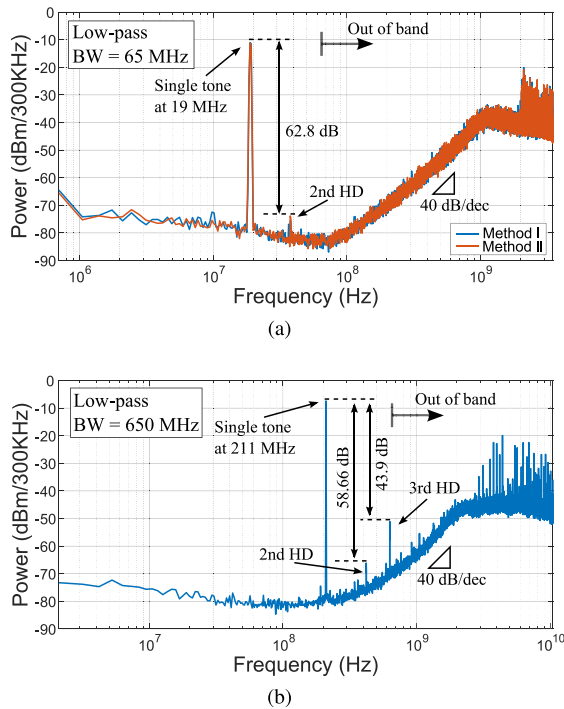 Low-pass
BW = 65 MHz
Out of band
Single tone
at 19 MHz
62.8 dB
2nd HD
40 dB/dec
Method I
Method II
Power (dBm/300KHz)
0
-10
-20
-30
-40
-50
-60
-70
-80
-90
10^6
10^7
10^8
10^9
Frequency (Hz)
(a)
Low-pass
BW = 650 MHz
Out of band
Single tone
at 211 MHz
58.66 dB
43.9 dB
3rd HD
2nd HD
40 dB/dec
Power (dBm/300KHz)
0
-10
-20
-30
-40
-50
-60
-70
-80
-90
10^7
10^8
10^9
10^10
Frequency (Hz)
(b)